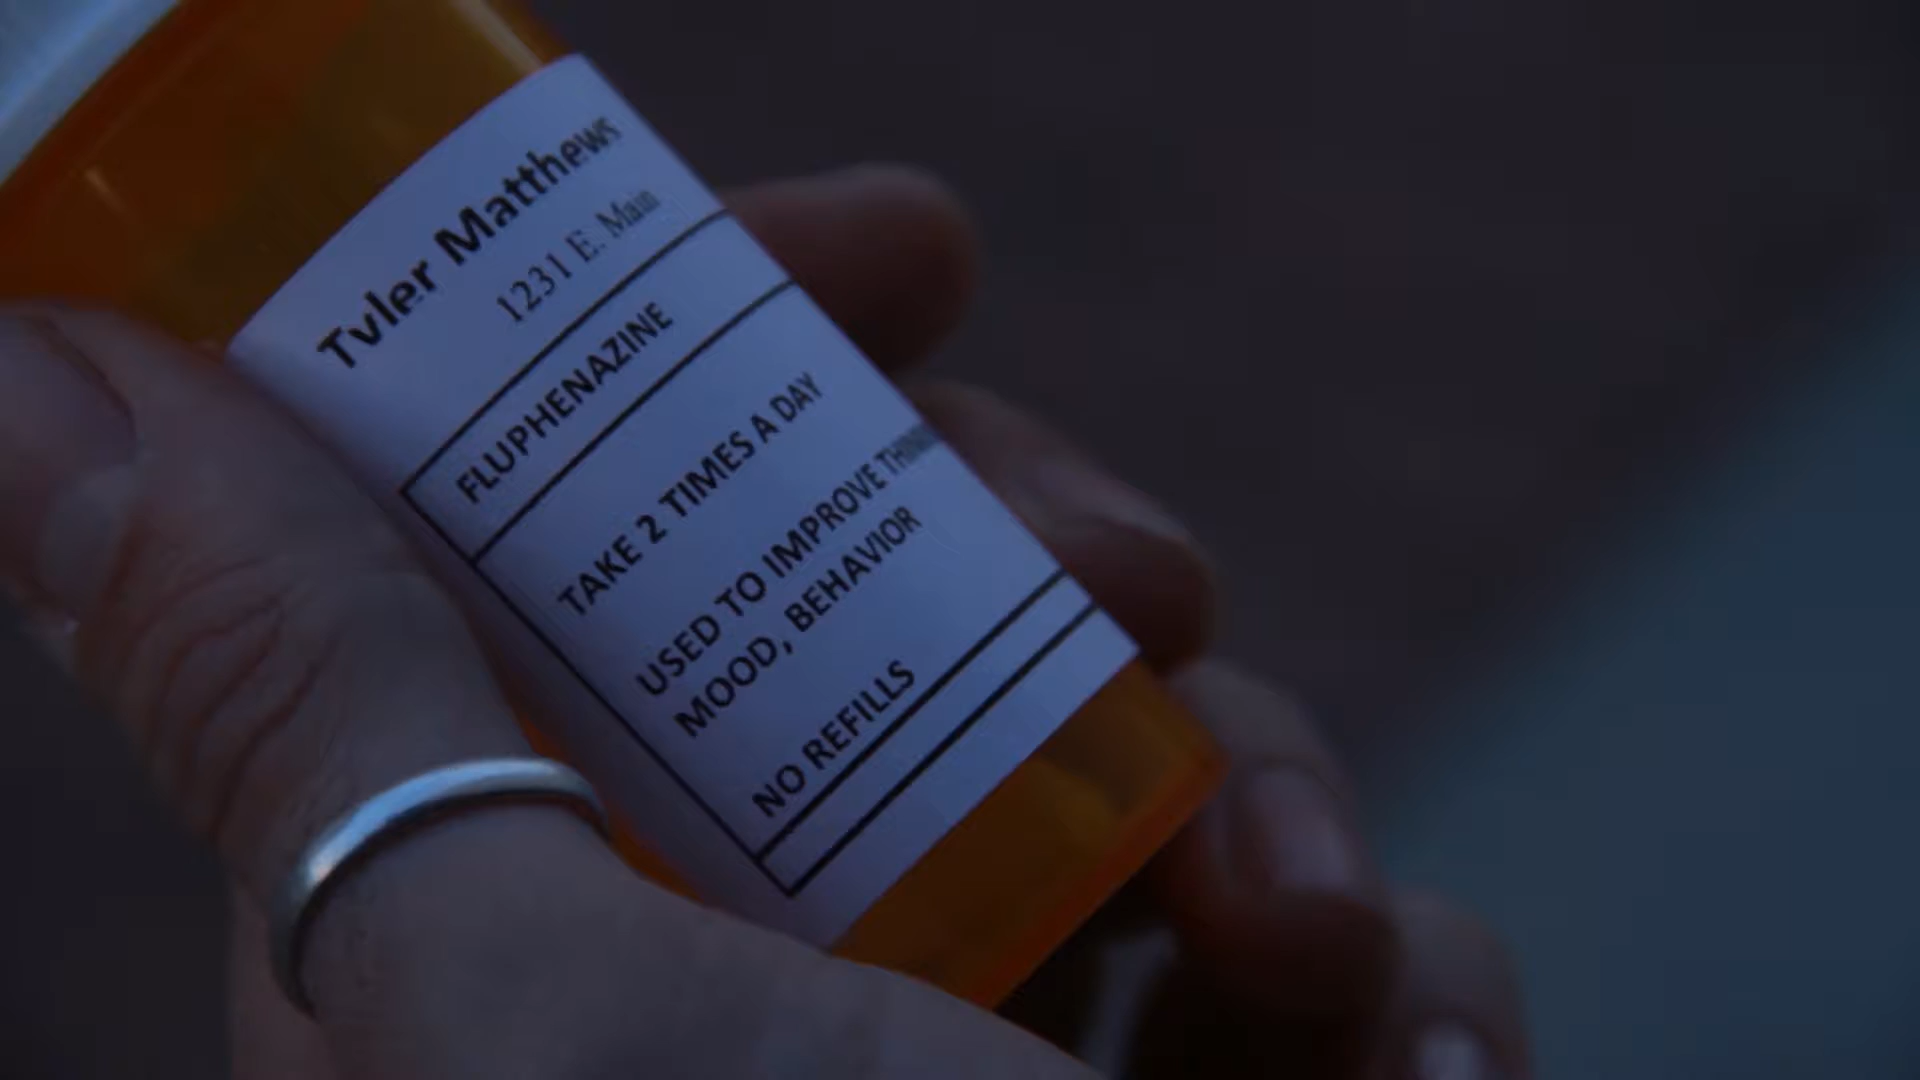 Tyler Matthews
1231 E. Main
FLUPHENAZINE
TAKE 2 TIMES A DAY
USED TO IMPROVE
MOOD, BEHAVIOR
NO REFILLS